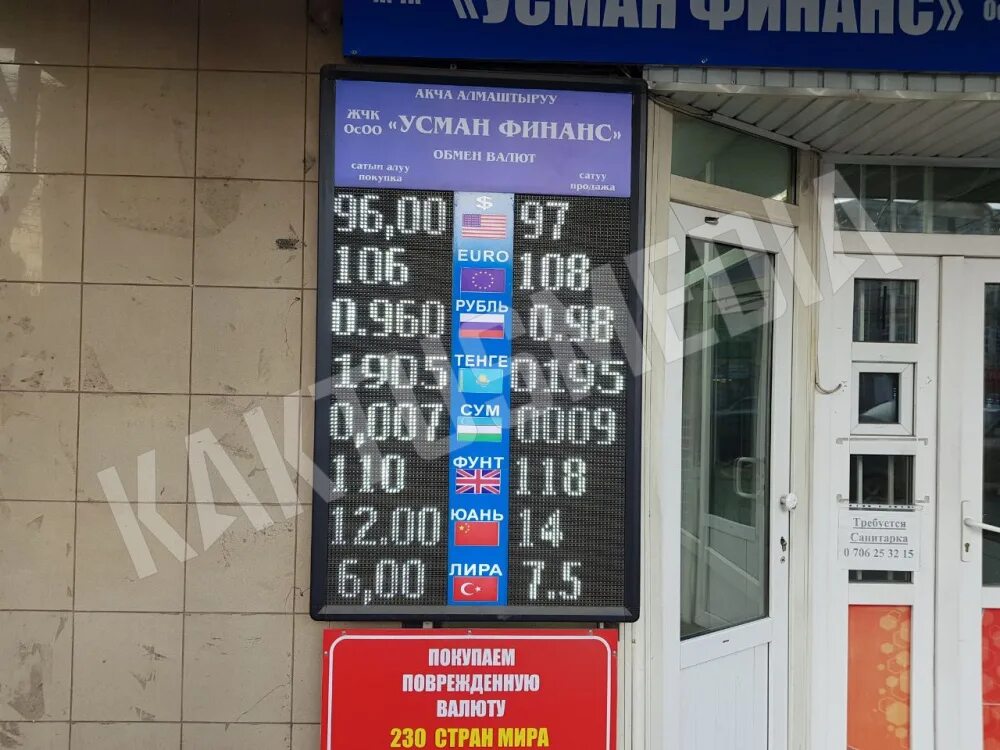 «УСМАН ФИНАНС»
АКЧА АЛМАШТЫРУУ
ЖЧК
ОсОО «УСМАН ФИНАНС»
ОБМЕН ВАЛЮТ
сатып алуу сатуу
покупка продажа
96,00 $ 97
106 EURO 108
0.960 РУБЛЬ 0.98
1905 ТЕНГЕ 0195
0,007 СУМ 0009
110 ФУНТ 118
12.00 ЮАНЬ 14
6,00 ЛИРА 7.5
KAKTUS MEDIA
Требуется
Санитарка
0 706 25 32 15
ПОКУПАЕМ
ПОВРЕЖДЕННУЮ
ВАЛЮТУ
230 СТРАН МИРА